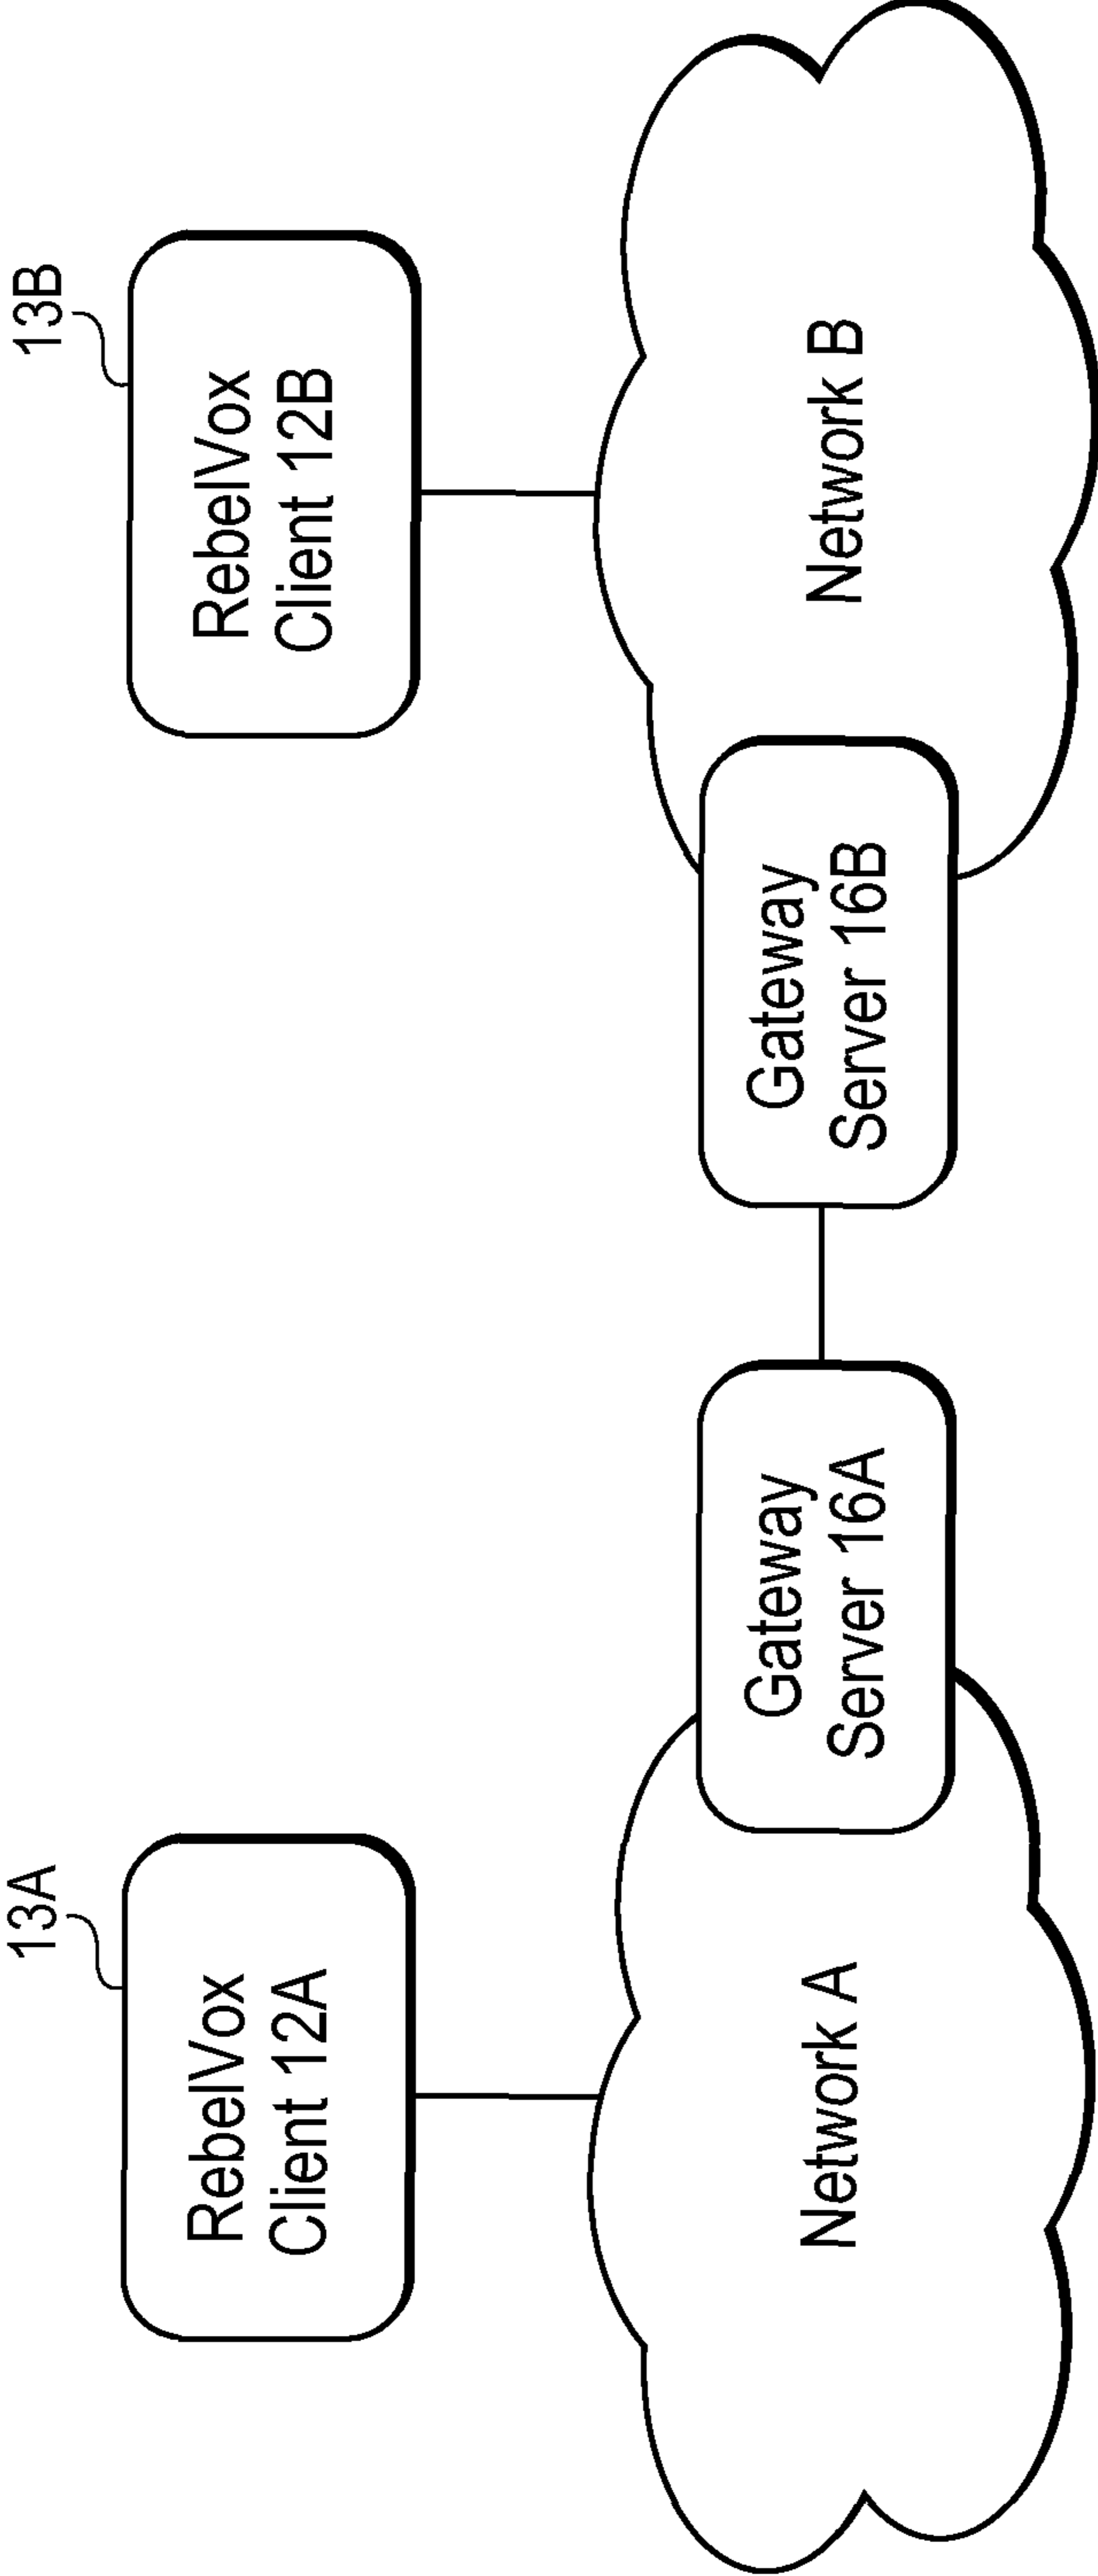 13A
13B
RebelVox
Client 12A
RebelVox
Client 12B
Gateway
Server 16A
Gateway
Server 16B
Network A
Network B